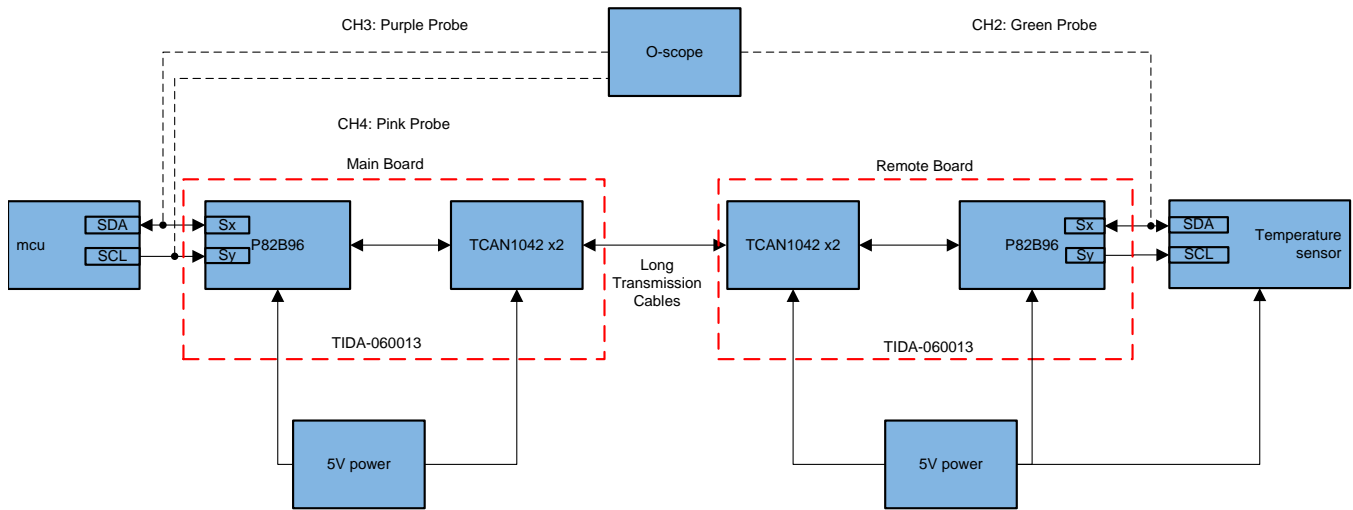 CH3: Purple Probe
O-scope
CH2: Green Probe
CH4: Pink Probe
Main Board
Remote Board
mcu
SDA
SCL
Sx
Sy
P82B96
TCAN1042 x2
Long
Transmission
Cables
TCAN1042 x2
P82B96
Sx
Sy
SDA
SCL
Temperature
sensor
TIDA-060013
TIDA-060013
5V power
5V power